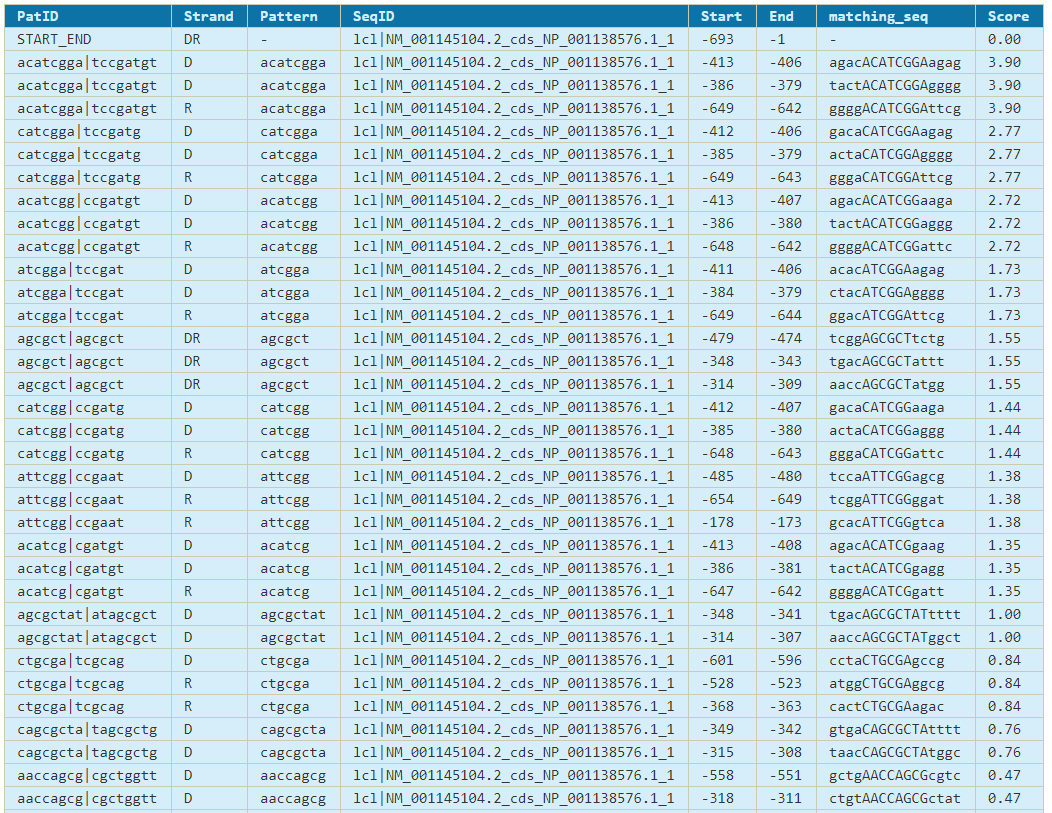 PatID Strand Pattern SeqID Start End matching_seq Score
START_END DR - lcl|NM_001145104.2_cds_NP_001138576.1_1 -693 -1 - 0.00
acatcgga|tccgatgt D acatcgga lcl|NM_001145104.2_cds_NP_001138576.1_1 -413 -406 agacACATCGGAagag 3.90
acatcgga|tccgatgt D acatcgga lcl|NM_001145104.2_cds_NP_001138576.1_1 -386 -379 tactACATCGGAgggg 3.90
acatcgga|tccgatgt R acatcgga lcl|NM_001145104.2_cds_NP_001138576.1_1 -649 -642 ggggACATCGGAttcg 3.90
catcgga|tccgatg D catcgga lcl|NM_001145104.2_cds_NP_001138576.1_1 -412 -406 gacaCATCGGAagag 2.77
catcgga|tccgatg D catcgga lcl|NM_001145104.2_cds_NP_001138576.1_1 -385 -379 actaCATCGGAgggg 2.77
catcgga|tccgatg R catcgga lcl|NM_001145104.2_cds_NP_001138576.1_1 -649 -643 gggaCATCGGAttcg 2.77
acatcgg|ccgatgt D acatcgg lcl|NM_001145104.2_cds_NP_001138576.1_1 -413 -407 agacACATCGGaaga 2.72
acatcgg|ccgatgt D acatcgg lcl|NM_001145104.2_cds_NP_001138576.1_1 -386 -380 tactACATCGGaggg 2.72
acatcgg|ccgatgt R acatcgg lcl|NM_001145104.2_cds_NP_001138576.1_1 -648 -642 ggggACATCGGattc 2.72
atcgga|tccgat D atcgga lcl|NM_001145104.2_cds_NP_001138576.1_1 -411 -406 acacATCGGAagag 1.73
atcgga|tccgat D atcgga lcl|NM_001145104.2_cds_NP_001138576.1_1 -384 -379 ctacATCGGAgggg 1.73
atcgga|tccgat R atcgga lcl|NM_001145104.2_cds_NP_001138576.1_1 -649 -644 ggacATCGGAttcg 1.73
agcgct|agcgct DR agcgct lcl|NM_001145104.2_cds_NP_001138576.1_1 -479 -474 tcggAGCGCTtctg 1.55
agcgct|agcgct DR agcgct lcl|NM_001145104.2_cds_NP_001138576.1_1 -348 -343 tgacAGCGCTattt 1.55
agcgct|agcgct DR agcgct lcl|NM_001145104.2_cds_NP_001138576.1_1 -314 -309 aaccAGCGCTatgg 1.55
catcgg|ccgatg D catcgg lcl|NM_001145104.2_cds_NP_001138576.1_1 -412 -407 gacaCATCGGaaga 1.44
catcgg|ccgatg D catcgg lcl|NM_001145104.2_cds_NP_001138576.1_1 -385 -380 actaCATCGGaggg 1.44
catcgg|ccgatg R catcgg lcl|NM_001145104.2_cds_NP_001138576.1_1 -648 -643 gggaCATCGGattc 1.44
attcgg|ccgaat D attcgg lcl|NM_001145104.2_cds_NP_001138576.1_1 -485 -480 tccaATTCGGagcg 1.38
attcgg|ccgaat R attcgg lcl|NM_001145104.2_cds_NP_001138576.1_1 -654 -649 tcggATTCGGggat 1.38
attcgg|ccgaat R attcgg lcl|NM_001145104.2_cds_NP_001138576.1_1 -178 -173 gcacATTCGGgtca 1.38
acatcg|cgatgt D acatcg lcl|NM_001145104.2_cds_NP_001138576.1_1 -413 -408 agacACATCGgaag 1.35
acatcg|cgatgt D acatcg lcl|NM_001145104.2_cds_NP_001138576.1_1 -386 -381 tactACATCGgagg 1.35
acatcg|cgatgt R acatcg lcl|NM_001145104.2_cds_NP_001138576.1_1 -647 -642 ggggACATCGgatt 1.35
agcgctat|atagcgct D agcgctat lcl|NM_001145104.2_cds_NP_001138576.1_1 -348 -341 tgacAGCGCTATtttt 1.00
agcgctat|atagcgct D agcgctat lcl|NM_001145104.2_cds_NP_001138576.1_1 -314 -307 aaccAGCGCTATggct 1.00
ctgcga|tcgcag D ctgcga lcl|NM_001145104.2_cds_NP_001138576.1_1 -601 -596 cctaCTGCGAgccg 0.84
ctgcga|tcgcag R ctgcga lcl|NM_001145104.2_cds_NP_001138576.1_1 -528 -523 atggCTGCGAggcg 0.84
ctgcga|tcgcag R ctgcga lcl|NM_001145104.2_cds_NP_001138576.1_1 -368 -363 cactCTGCGAagac 0.84
cagcgcta|tagcgctg D cagcgcta lcl|NM_001145104.2_cds_NP_001138576.1_1 -349 -342 gtgaCAGCGCTAtttt 0.76
cagcgcta|tagcgctg D cagcgcta lcl|NM_001145104.2_cds_NP_001138576.1_1 -315 -308 taacCAGCGCTAtggc 0.76
aaccagcg|cgctggtt D aaccagcg lcl|NM_001145104.2_cds_NP_001138576.1_1 -558 -551 gctgAACCAGCGcgtc 0.47
aaccagcg|cgctggtt D aaccagcg lcl|NM_001145104.2_cds_NP_001138576.1_1 -318 -311 ctgtAACCAGCGctat 0.47